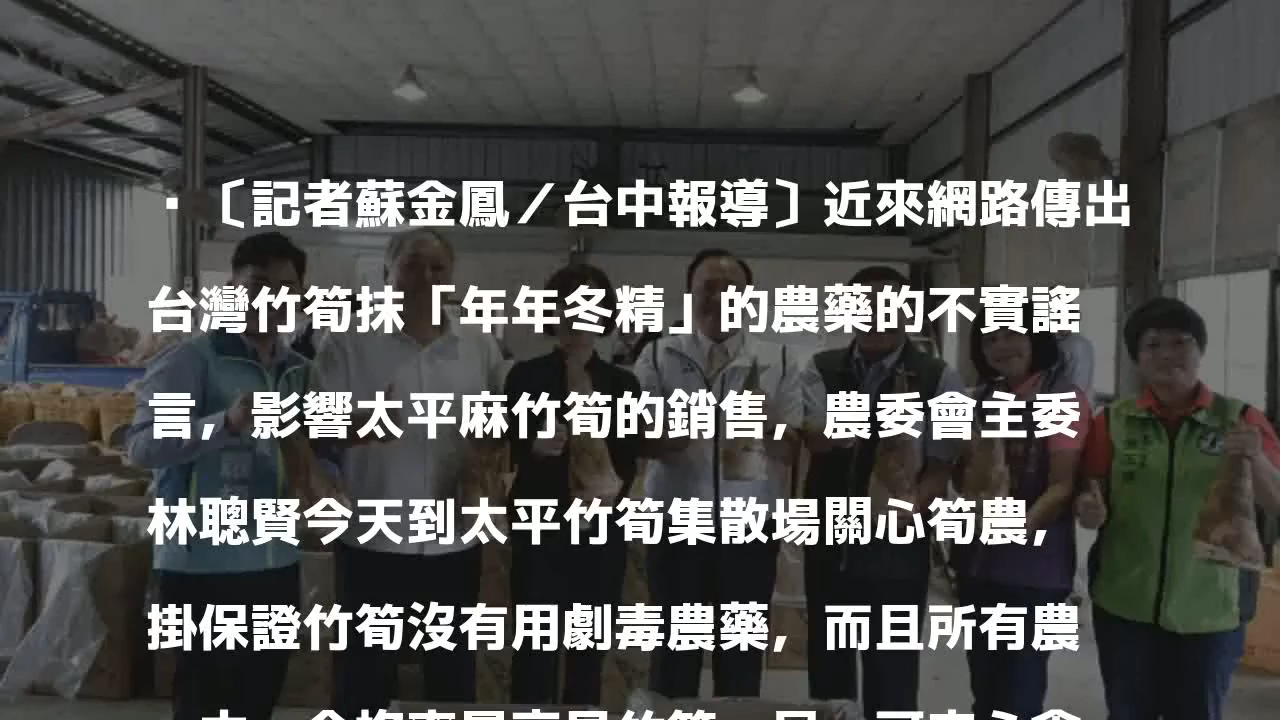 ·〔記者蘇金鳳／台中報導〕近來網路傳出
台灣竹筍抹「年年冬精」的農藥的不實謠
言，影響太平麻竹筍的銷售，農委會主委
林聰賢今天到太平竹筍集散場關心筍農，
掛保證竹筍沒有用劇毒農藥，而且所有農